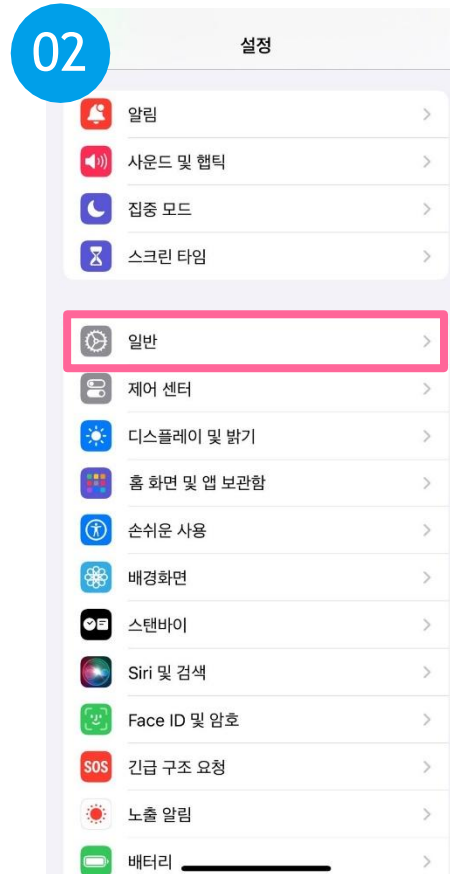 02
설정
알림
사운드 및 햅틱
집중 모드
스크린 타임
일반
제어 센터
디스플레이 및 밝기
홈 화면 및 앱 보관함
손쉬운 사용
배경화면
스탠바이
Siri 및 검색
Face ID 및 암호
SOS 긴급 구조 요청
노출 알림
배터리